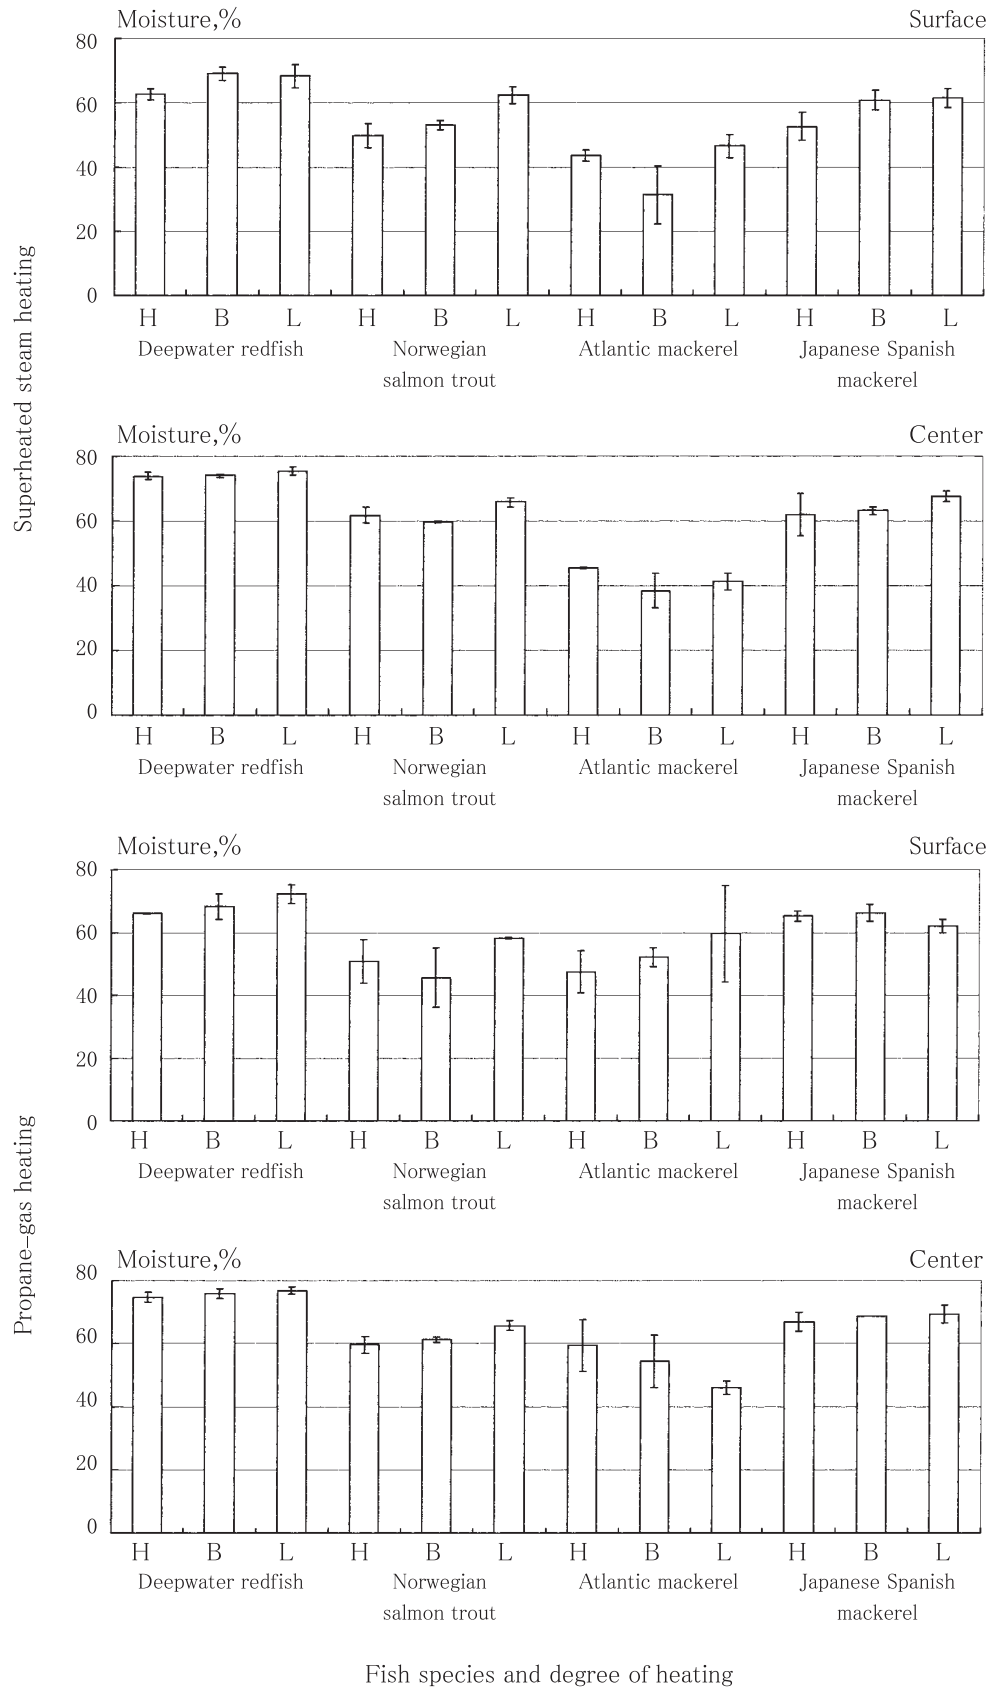 Moisture,% Surface
80
60
40
20
0
H B L H B L H B L H B L
Deepwater redfish Norwegian Atlantic mackerel Japanese Spanish
salmon trout mackerel
Superheated steam heating
Moisture,% Center
80
60
40
20
0
H B L H B L H B L H B L
Deepwater redfish Norwegian Atlantic mackerel Japanese Spanish
salmon trout mackerel
Moisture,% Surface
80
60
40
20
0
H B L H B L H B L H B L
Deepwater redfish Norwegian Atlantic mackerel Japanese Spanish
salmon trout mackerel
Propane–gas heating
Moisture,% Center
80
60
40
20
0
H B L H B L H B L H B L
Deepwater redfish Norwegian Atlantic mackerel Japanese Spanish
salmon trout mackerel
Fish species and degree of heating